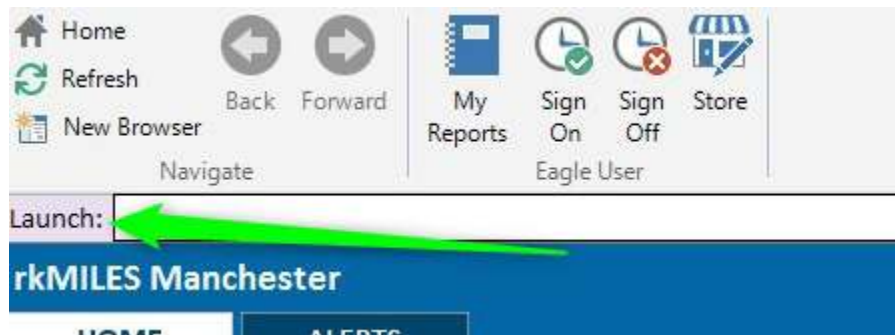 Home
Refresh
New Browser
Back
Forward
Navigate
My
Reports
Sign
On
Sign
Off
Store
Eagle User
Launch:
rkMILES Manchester
HOME
ALERTS